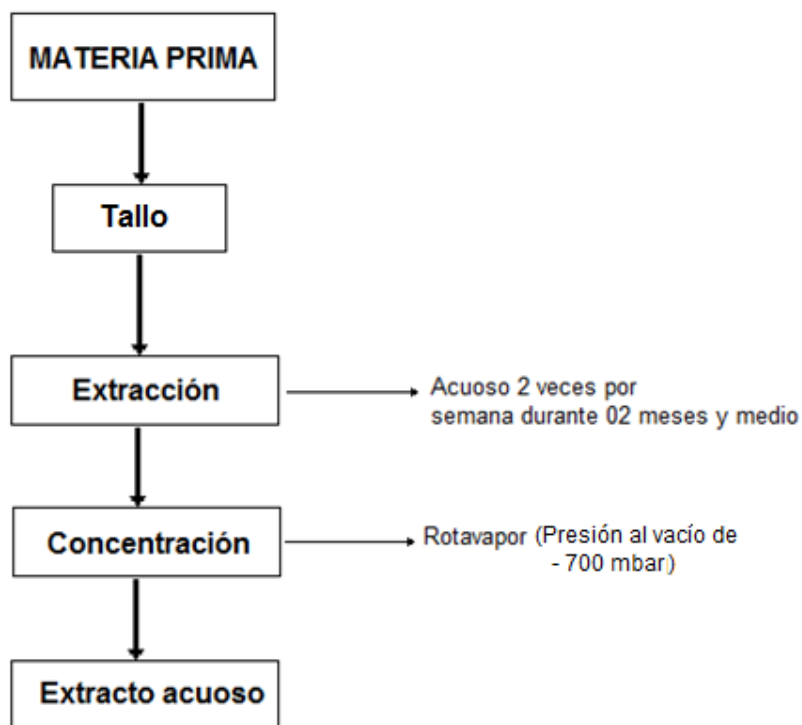 MATERIA PRIMA
Tallo
Extracción
Acuoso 2 veces por
semana durante 02 meses y medio
Concentración
Rotavapor (Presión al vacío de
- 700 mbar)
Extracto acuoso